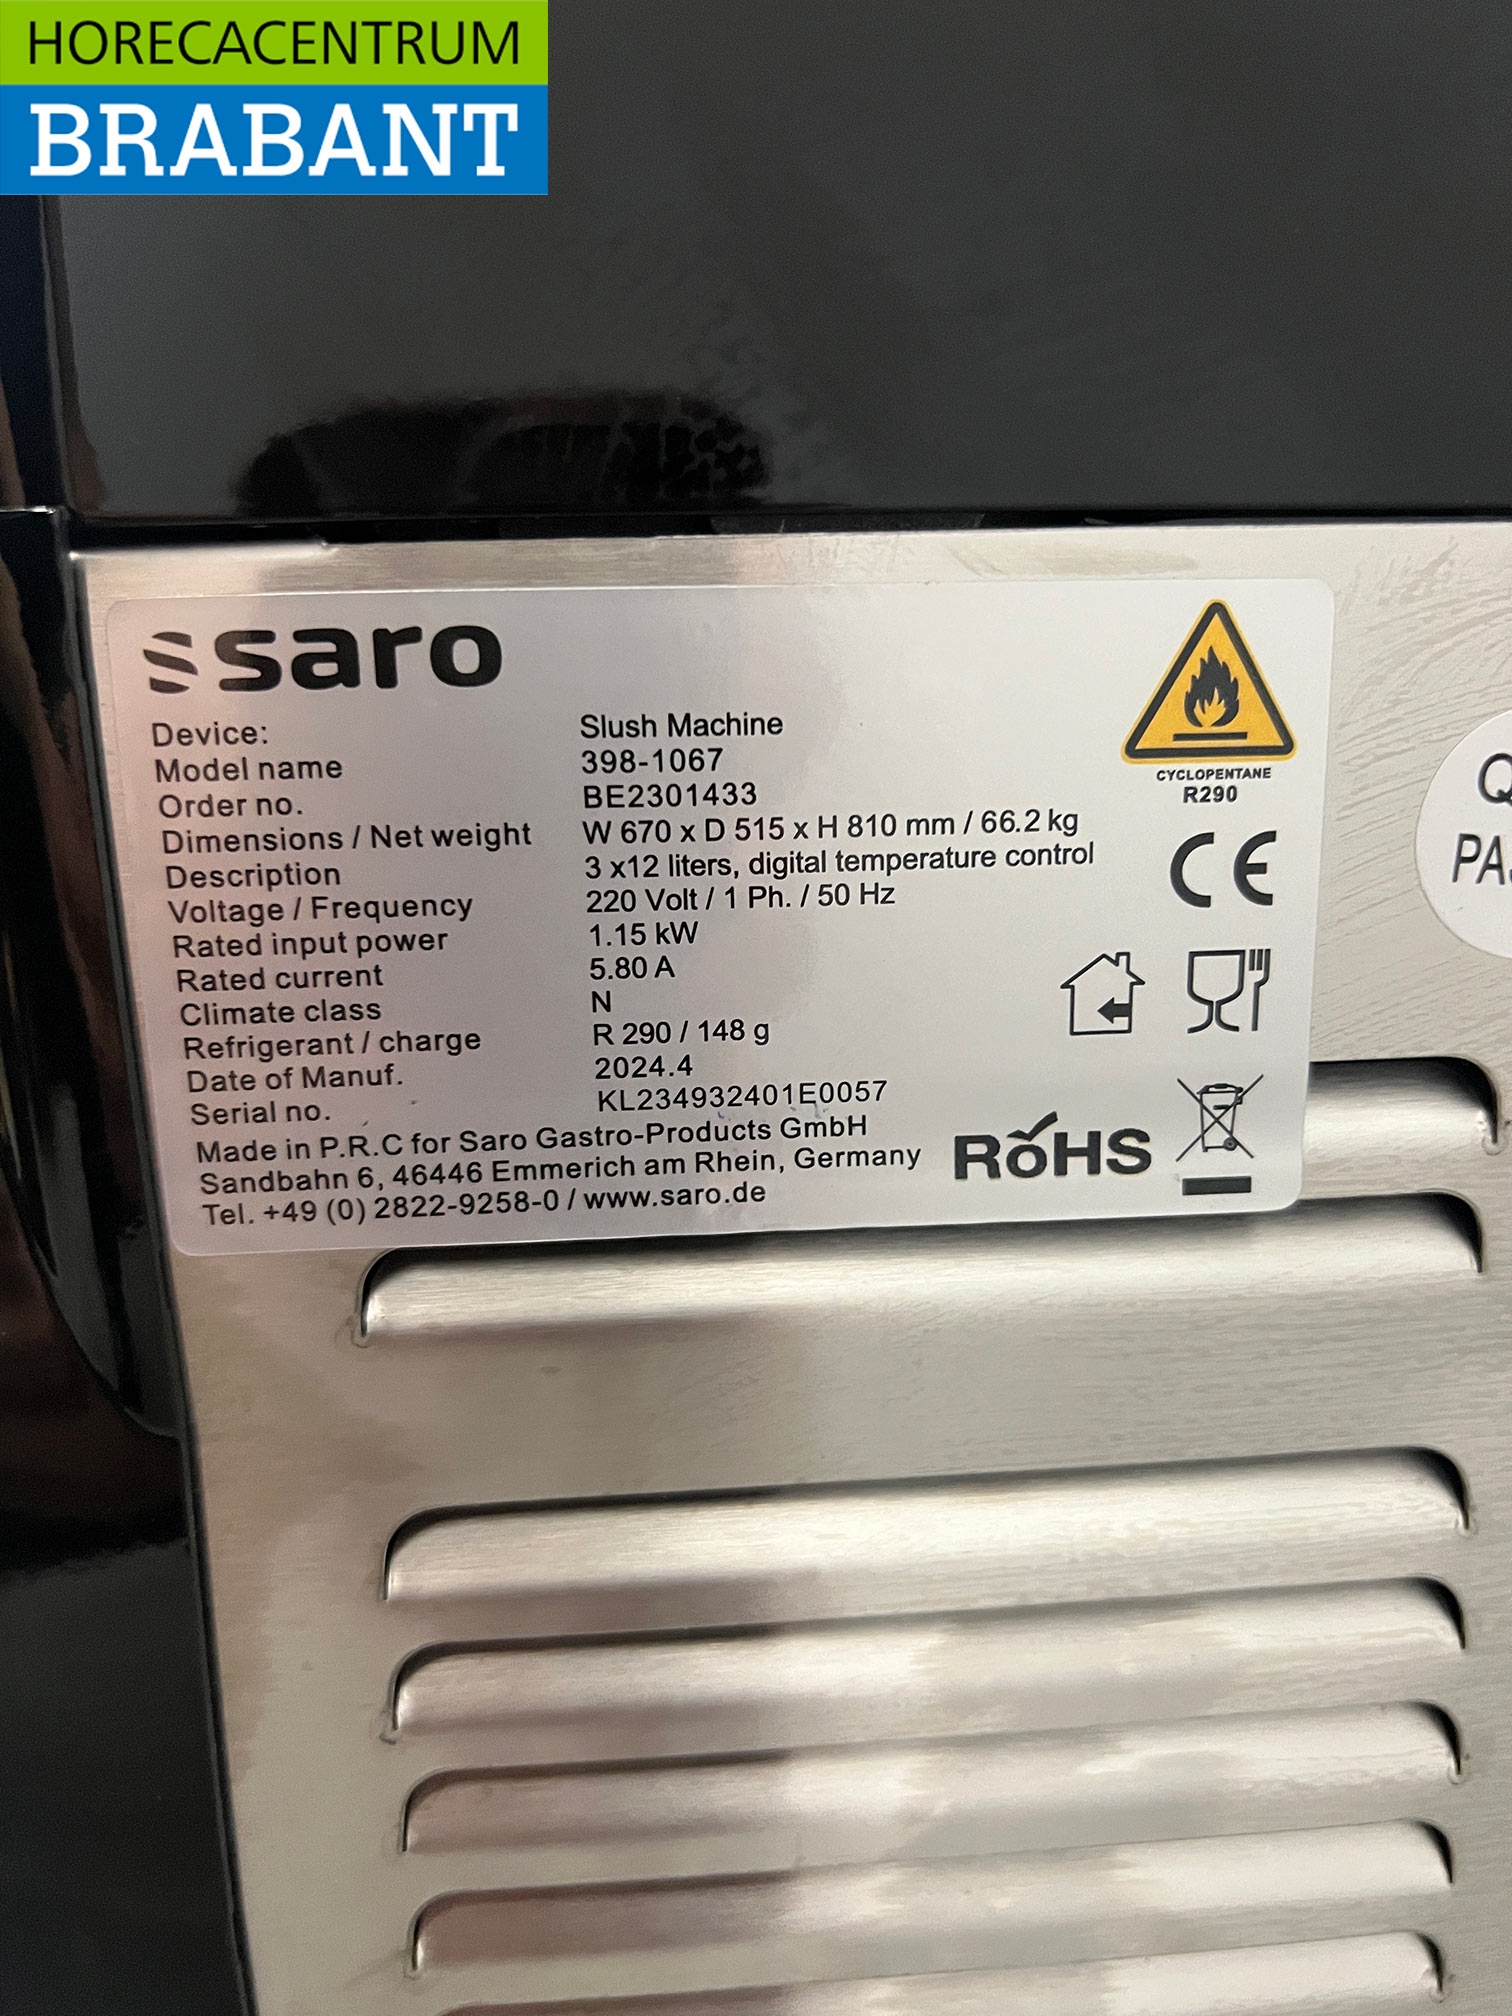 HORECACENTRUM
BRABANT
saro
Device: Slush Machine
Model name 398-1067
Order no. BE2301433
Dimensions / Net weight W 670 x D 515 x H 810 mm / 66.2 kg
Description 3 x12 liters, digital temperature control
Voltage / Frequency 220 Volt / 1 Ph. / 50 Hz
Rated input power 1.15 kW
Rated current 5.80 A
Climate class N
Refrigerant / charge R 290 / 148 g
Date of Manuf. 2024.4
Serial no. KL234932401E0057
Made in P.R.C for Saro Gastro-Products GmbH
Sandbahn 6, 46446 Emmerich am Rhein, Germany
Tel. +49 (0) 2822-9258-0 / www.saro.de
CYCLOPENTANE
R290
CE
RoHS